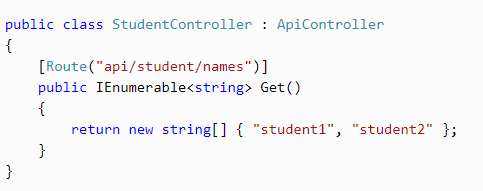 public class StudentController : ApiController
{
    [Route("api/student/names")]
    public IEnumerable<string> Get()
    {
        return new string[] { "student1", "student2" };
    }
}